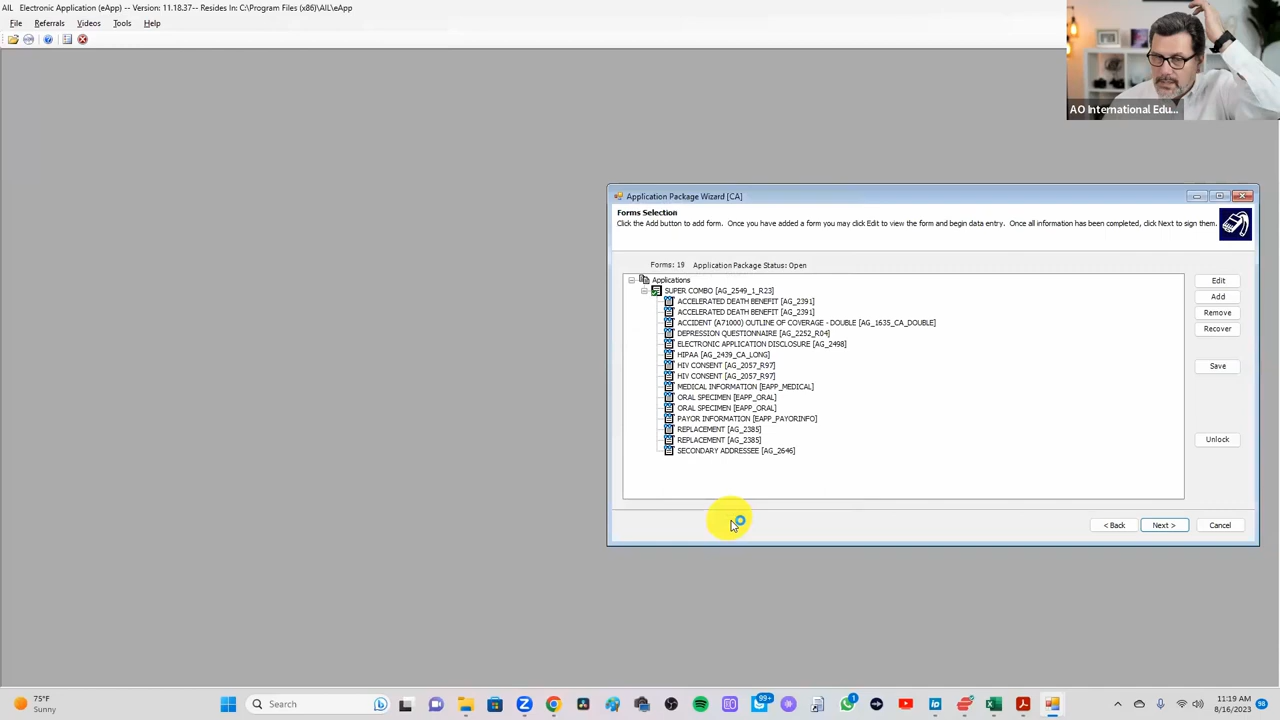 AIL Electronic Application (eApp) -- Version: 11.18.37-- Resides In: C:\Program Files (x86)\AIL\eApp
File Referrals Videos Tools Help
AO International Edu...
Application Package Wizard [CA]
Forms Selection
Click the Add button to add form. Once you have added a form you may click Edit to view the form and begin data entry. Once all information has been completed, click Next to sign them.
Forms: 19 Application Package Status: Open
Applications
SUPER COMBO [AG_2549_1_R23]
ACCELERATED DEATH BENEFIT [AG_2391]
ACCELERATED DEATH BENEFIT [AG_2391]
ACCIDENT (A71000) OUTLINE OF COVERAGE - DOUBLE [AG_1635_CA_DOUBLE]
DEPRESSION QUESTIONNAIRE [AG_2252_R04]
ELECTRONIC APPLICATION DISCLOSURE [AG_2498]
HIPAA [AG_2439_CA_LONG]
HIV CONSENT [AG_2057_R97]
HIV CONSENT [AG_2057_R97]
MEDICAL INFORMATION [EAPP_MEDICAL]
ORAL SPECIMEN [EAPP_ORAL]
ORAL SPECIMEN [EAPP_ORAL]
PAYOR INFORMATION [EAPP_PAYORINFO]
REPLACEMENT [AG_2385]
REPLACEMENT [AG_2385]
SECONDARY ADDRESSEE [AG_2646]
Edit
Add
Remove
Recover
Save
Unlock
< Back Next > Cancel
75°F
Sunny
Search
99+
1
11:19 AM
8/16/2023
98